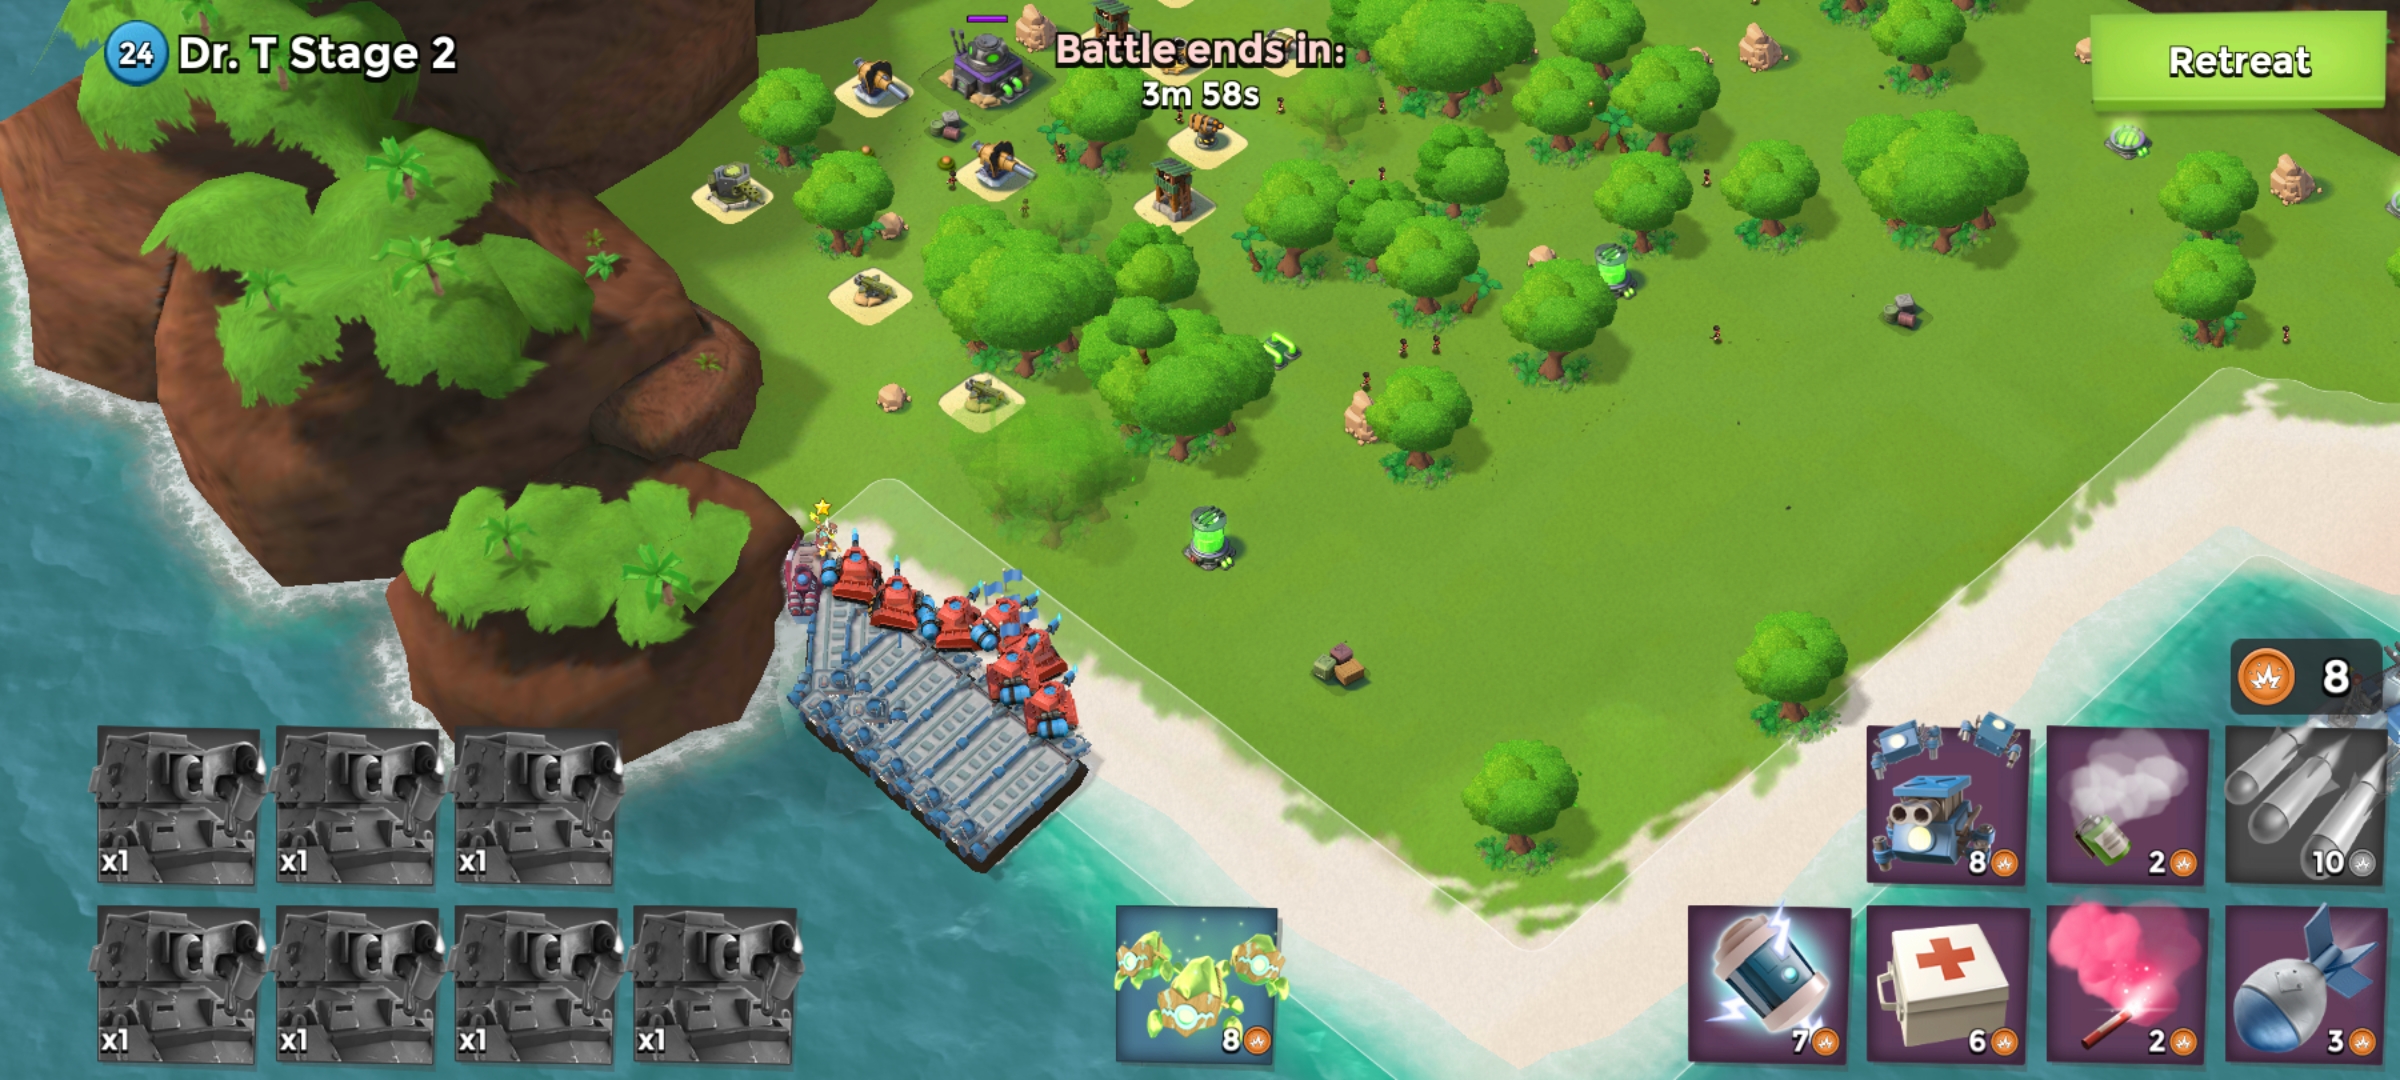 24 Dr. T Stage 2
Battle ends in:
3m 58s
Retreat
8
x1 x1 x1
8 2 10
x1 x1 x1 x1
8
7 6 2 3